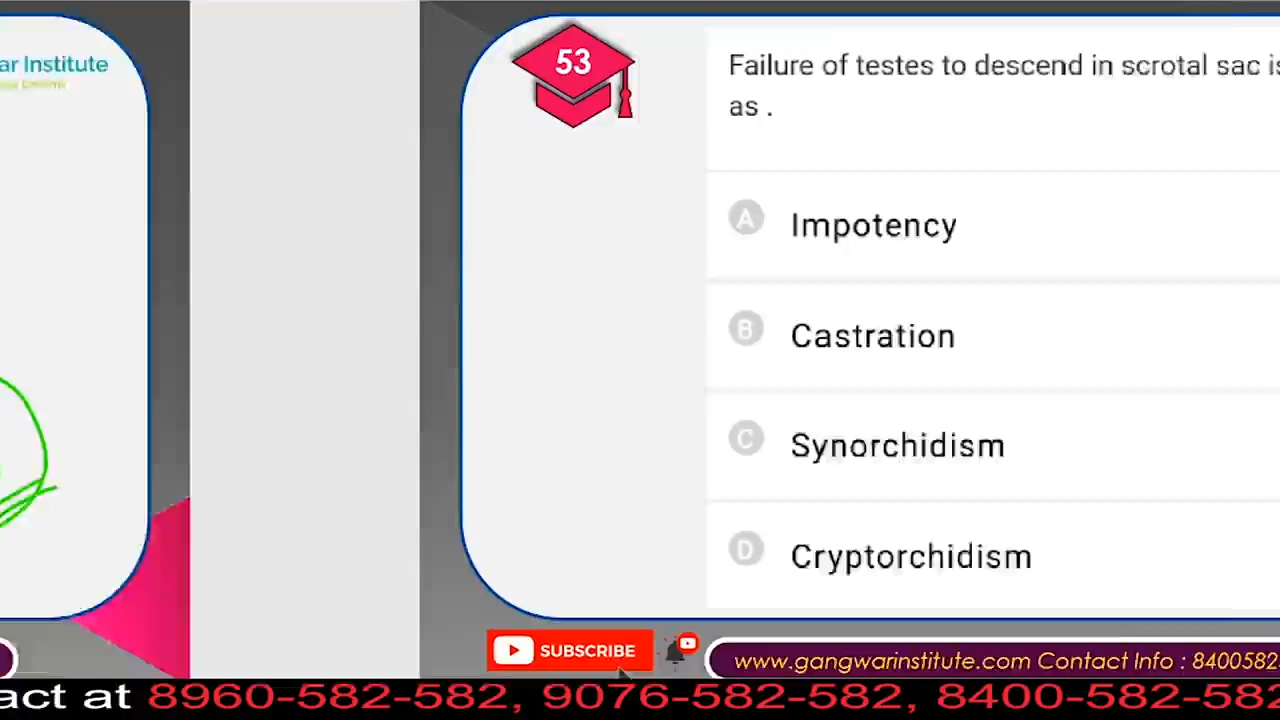 ar Institute
53
Failure of testes to descend in scrotal sac is
as .
A Impotency
B Castration
C Synorchidism
D Cryptorchidism
SUBSCRIBE
www.gangwarinstitute.com Contact Info : 8400582
act at 8960-582-582, 9076-582-582, 8400-582-582